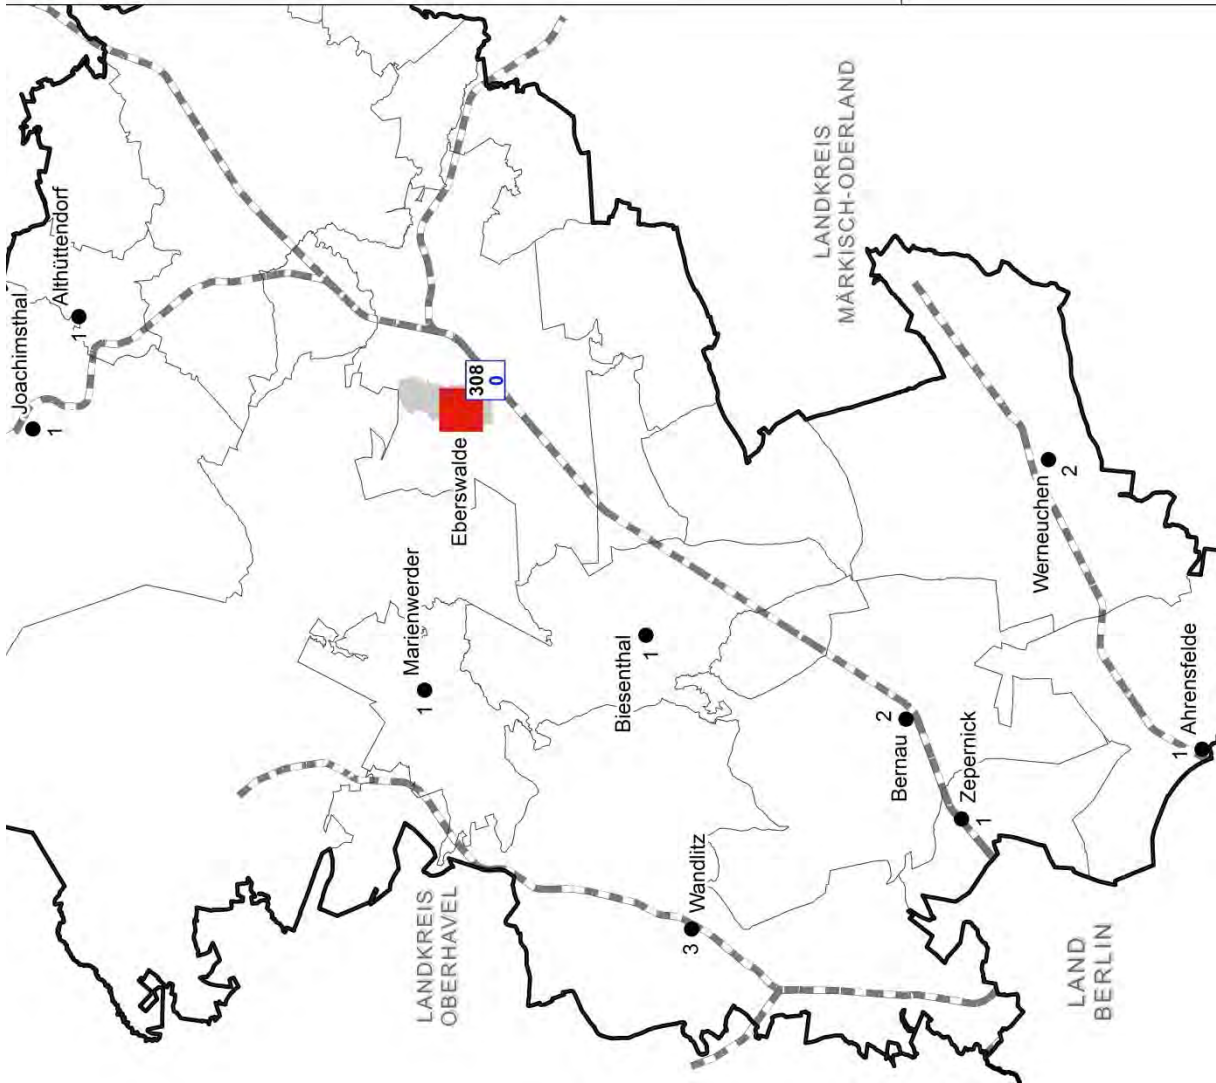 Joachimsthal
1
Althüttendorf
1
308
0
Eberswalde
Marienwerder
1
Biesenthal
1
LANDKREIS
MÄRKISCH-ODERLAND
Werneuchen
2
Bernau
2
Zepernick
1
Ahrensfelde
1
Wandlitz
3
LANDKREIS
OBERHAVEL
LAND
BERLIN